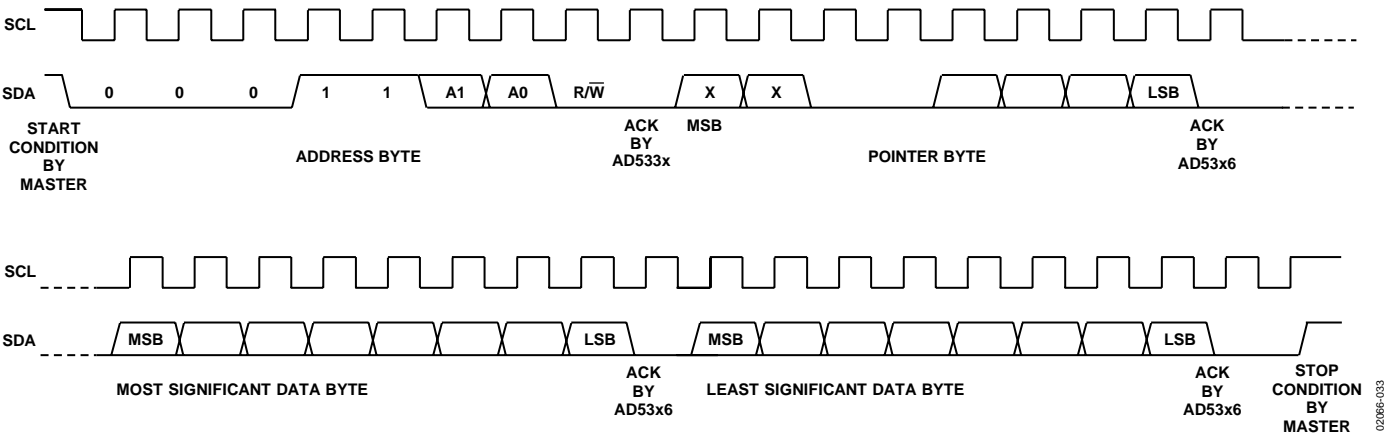 SCL
SDA
0 0 0 1 1 A1 A0 R/W̅ X X LSB
START
CONDITION
BY
MASTER
ADDRESS BYTE
ACK
BY
AD533x
MSB
POINTER BYTE
ACK
BY
AD53x6
SCL
SDA
MSB LSB MSB LSB
MOST SIGNIFICANT DATA BYTE
ACK
BY
AD53x6
LEAST SIGNIFICANT DATA BYTE
ACK
BY
AD53x6
STOP
CONDITION
BY
MASTER
02066-033